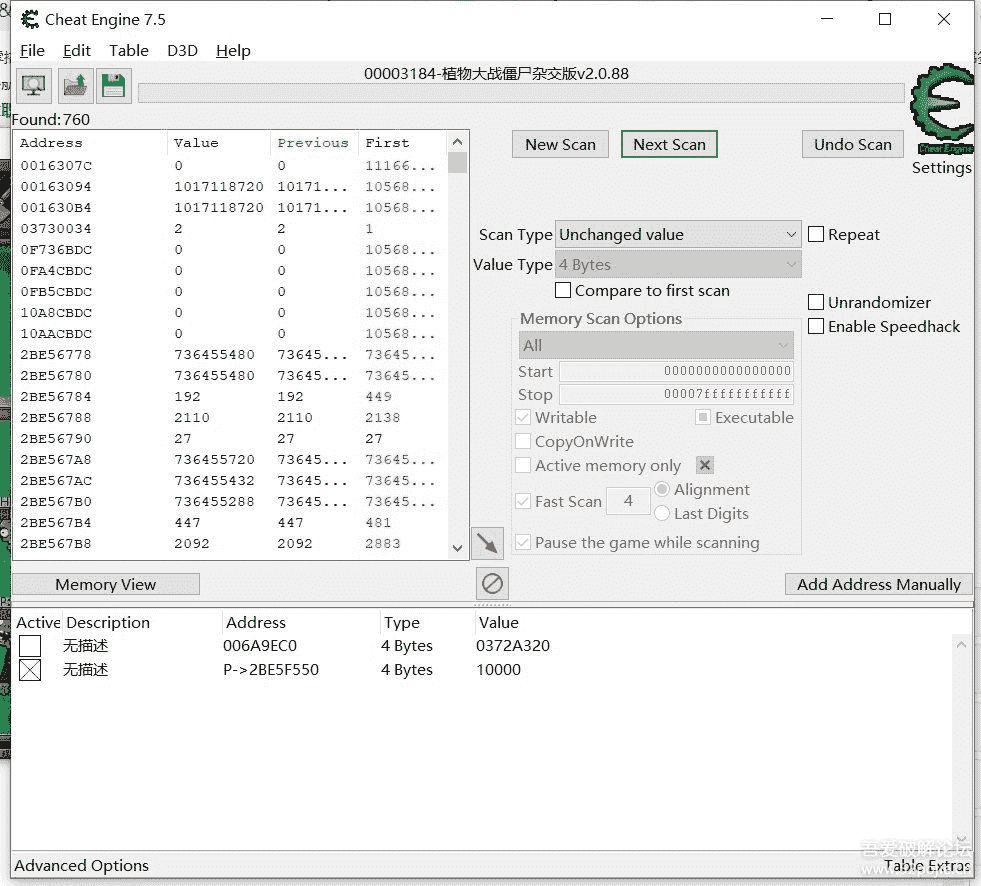 Cheat Engine 7.5
File Edit Table D3D Help
00003184-植物大战僵尸杂交版v2.0.88
Found:760
Address Value Previous First
0016307C 0 0 11166...
00163094 1017118720 10171... 10568...
001630B4 1017118720 10171... 10568...
03730034 2 2 1
0F736BDC 0 0 10568...
0FA4CBDC 0 0 10568...
0FB5CBDC 0 0 10568...
10A8CBDC 0 0 10568...
10AACBDC 0 0 10568...
2BE56778 736455480 73645... 73645...
2BE56780 736455480 73645... 73645...
2BE56784 192 192 449
2BE56788 2110 2110 2138
2BE56790 27 27 27
2BE567A8 736455720 73645... 73645...
2BE567AC 736455432 73645... 73645...
2BE567B0 736455288 73645... 73645...
2BE567B4 447 447 481
2BE567B8 2092 2092 2883
New Scan Next Scan Undo Scan
Cheat Engine
Settings
Scan Type Unchanged value Repeat
Value Type 4 Bytes
Compare to first scan
Unrandomizer
Enable Speedhack
Memory Scan Options
All
Start 0000000000000000
Stop 00007fffffffffff
Writable Executable
CopyOnWrite
Active memory only
Fast Scan 4 Alignment
Last Digits
Pause the game while scanning
Memory View Add Address Manually
Active Description Address Type Value
无描述 006A9EC0 4 Bytes 0372A320
无描述 P->2BE5F550 4 Bytes 10000
吾爱破解论坛
Advanced Options Table Extras